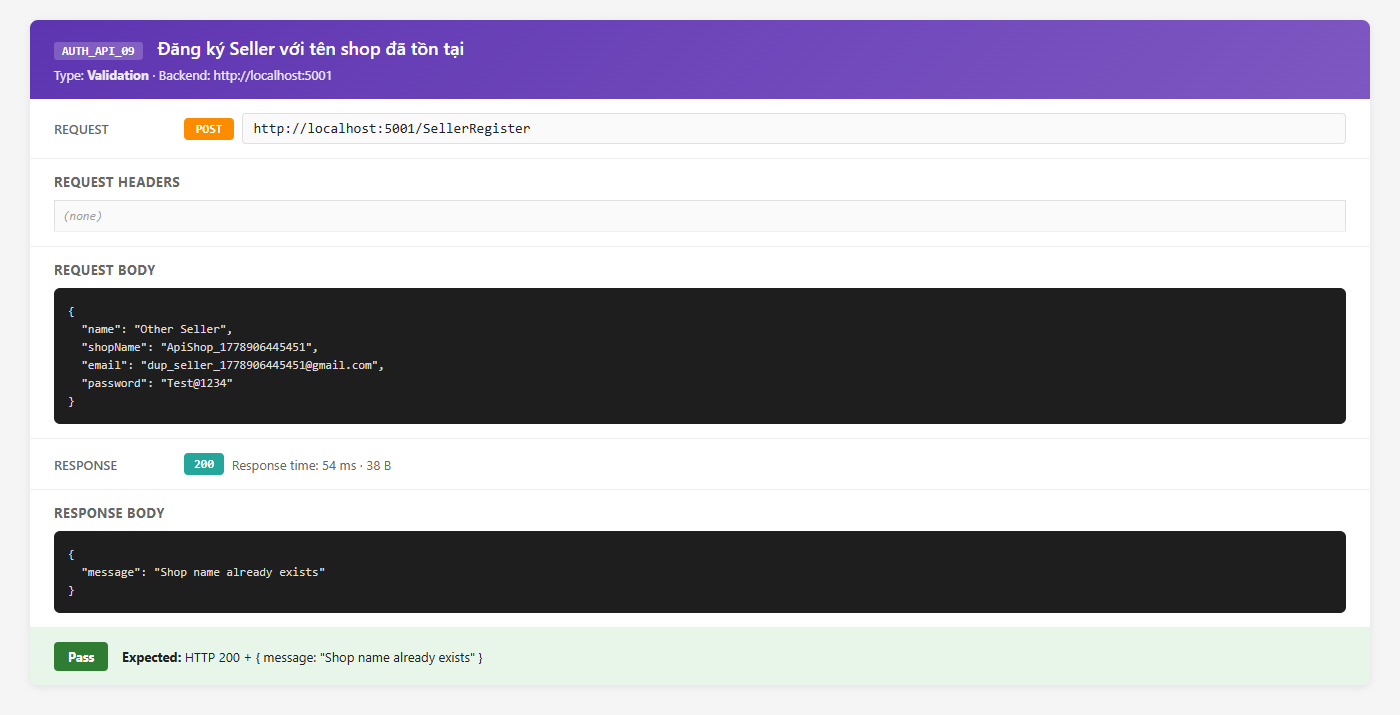 AUTH_API_09 Đăng ký Seller với tên shop đã tồn tại
Type: Validation · Backend: http://localhost:5001
REQUEST POST http://localhost:5001/SellerRegister
REQUEST HEADERS
(none)
REQUEST BODY
{
"name": "Other Seller",
"shopName": "ApiShop_1778906445451",
"email": "dup_seller_1778906445451@gmail.com",
"password": "Test@1234"
}
RESPONSE 200 Response time: 54 ms · 38 B
RESPONSE BODY
{
"message": "Shop name already exists"
}
Pass Expected: HTTP 200 + { message: "Shop name already exists" }